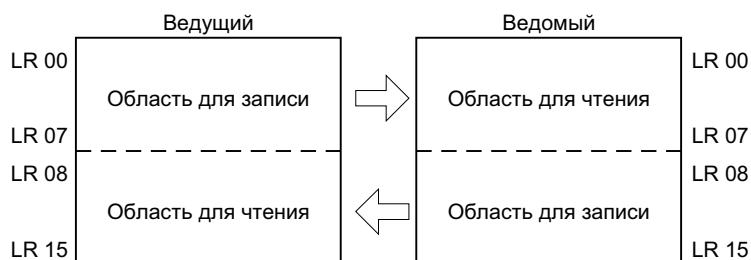 Ведущий Ведомый
LR 00 LR 00
Область для записи Область для чтения
LR 07 LR 07
LR 08 LR 08
Область для чтения Область для записи
LR 15 LR 15